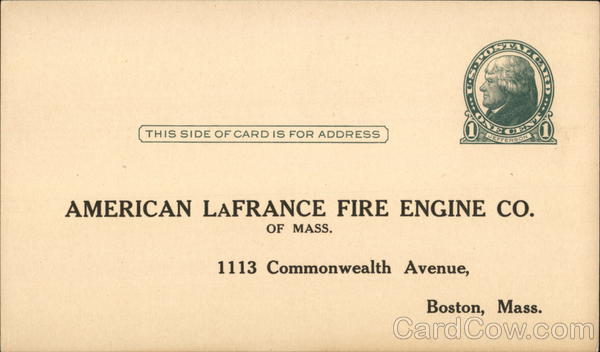 U.S. POSTAL CARD
1 ONE CENT 1
JEFFERSON
THIS SIDE OF CARD IS FOR ADDRESS
AMERICAN LAFRANCE FIRE ENGINE CO.
OF MASS.
1113 Commonwealth Avenue,
Boston, Mass.
CardCow.com